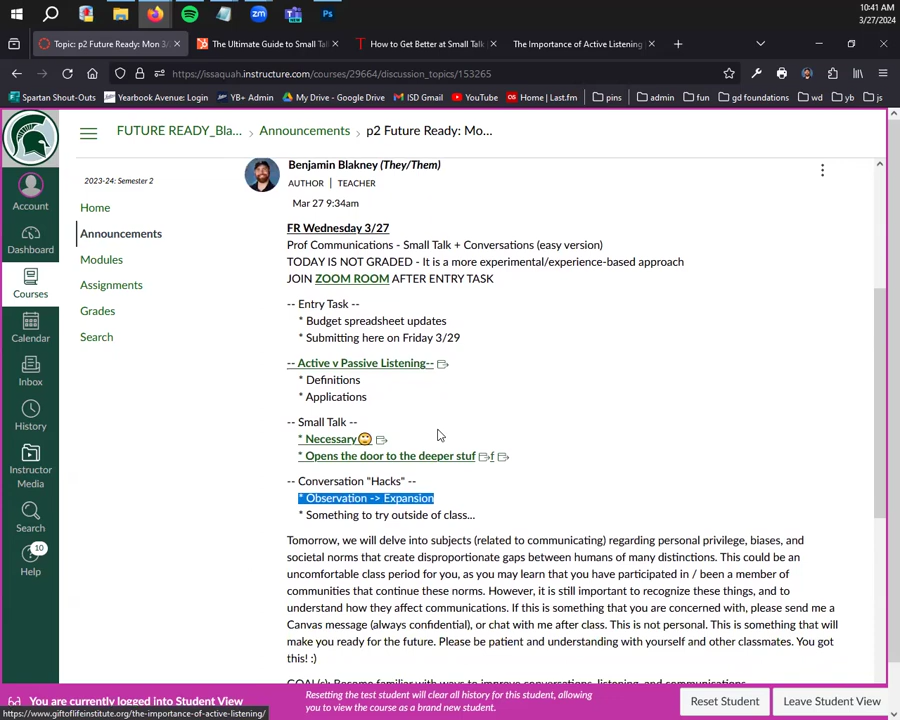 10:41 AM
3/27/2024
Ps
Topic: p2 Future Ready: Mon 3/
The Ultimate Guide to Small Tal
How to Get Better at Small Talk
The Importance of Active Listening
https://issaquah.instructure.com/courses/29664/discussion_topics/153265
Spartan Shout-Outs
Yearbook Avenue: Login
YB+ Admin
My Drive - Google Drive
ISD Gmail
YouTube
Home | Last.fm
pins
admin
fun
gd foundations
wd
yb
js
FUTURE READY_Bla... > Announcements > p2 Future Ready: Mo...
Account
Dashboard
Courses
Calendar
Inbox
History
Instructor
Media
Search
10
Help
2023-24: Semester 2
Home
Announcements
Modules
Assignments
Grades
Search
Benjamin Blakney (They/Them)
AUTHOR | TEACHER
Mar 27 9:34am
FR Wednesday 3/27
Prof Communications - Small Talk + Conversations (easy version)
TODAY IS NOT GRADED - It is a more experimental/experience-based approach
JOIN ZOOM ROOM AFTER ENTRY TASK
-- Entry Task --
* Budget spreadsheet updates
* Submitting here on Friday 3/29
-- Active v Passive Listening--
* Definitions
* Applications
-- Small Talk --
* Necessary🙄
* Opens the door to the deeper stuf f
-- Conversation "Hacks" --
* Observation -> Expansion
* Something to try outside of class...
Tomorrow, we will delve into subjects (related to communicating) regarding personal privilege, biases, and
societal norms that create disproportionate gaps between humans of many distinctions. This could be an
uncomfortable class period for you, as you may learn that you have participated in / been a member of
communities that continue these norms. However, it is still important to recognize these things, and to
understand how they affect communications. If this is something that you are concerned with, please send me a
Canvas message (always confidential), or chat with me after class. This is not personal. This is something that will
make you ready for the future. Please be patient and understanding with yourself and other classmates. You got
this! :)
GOAL(s): Become familiar with ways to improve conversations, listening, and communications
You are currently logged into Student View
Resetting the test student will clear all history for this student, allowing
you to view the course as a brand new student.
Reset Student
Leave Student View
https://www.giftoflifeinstitute.org/the-importance-of-active-listening/